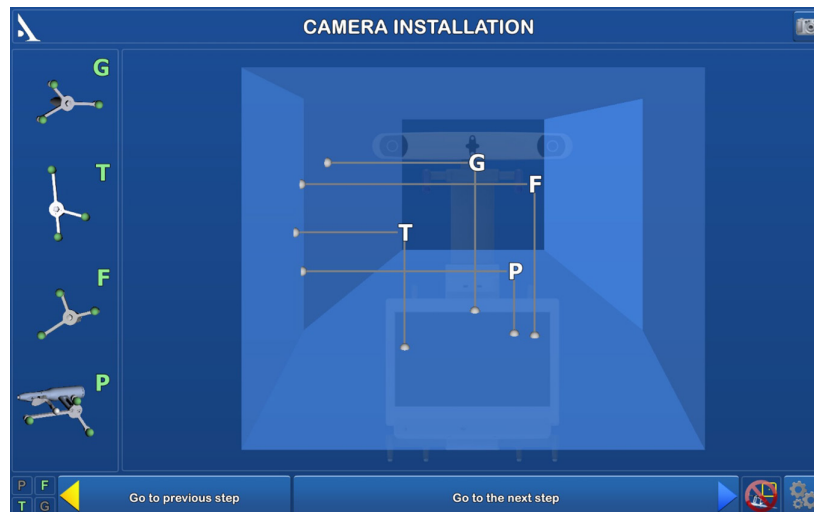 CAMERA INSTALLATION
G
T
F
P
G
F
T
P
P F
T G
Go to previous step
Go to the next step